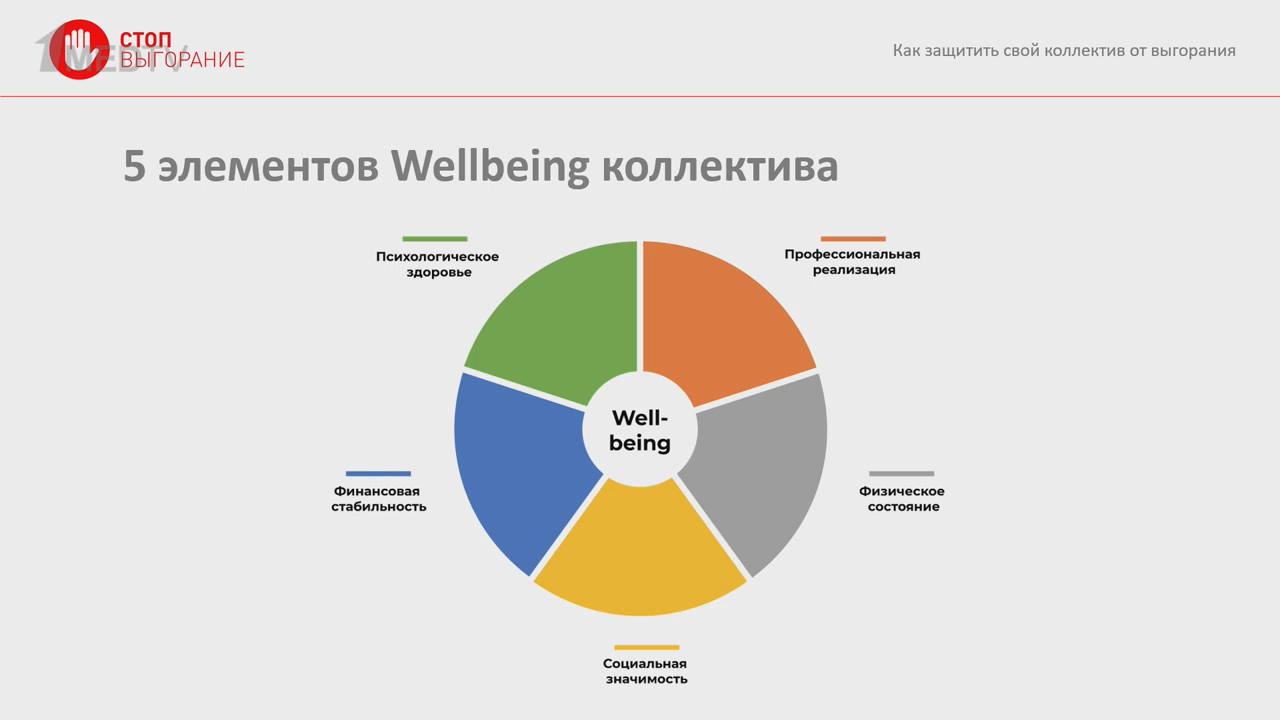 СТОП
ВЫГОРАНИЕ
MEDTV
Как защитить свой коллектив от выгорания
5 элементов Wellbeing коллектива
Психологическое
здоровье
Профессиональная
реализация
Well-
being
Финансовая
стабильность
Физическое
состояние
Социальная
значимость